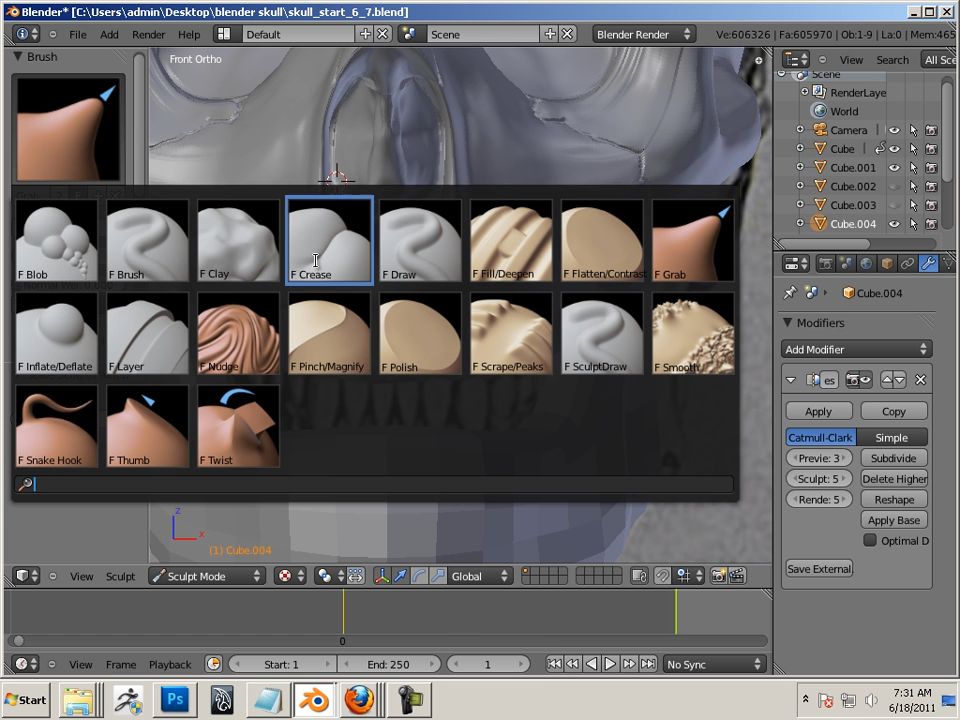 Blender* [C:\Users\admin\Desktop\blender skull\skull_start_6_7.blend]
File Add Render Help Default Scene Blender Render Ve:606326 | Fa:605970 | Ob:1-9 | La:0 | Mem:465
Brush
Front Ortho
View Search All Sce
Scene
RenderLaye
World
Camera
Cube
Cube.001
Cube.002
Cube.003
Cube.004
F Blob F Brush F Clay F Crease F Draw F Fill/Deepen F Flatten/Contrast F Grab
F Inflate/Deflate F Layer F Nudge F Pinch/Magnify F Polish F Scrape/Peaks F SculptDraw F Smooth
F Snake Hook F Thumb F Twist
Cube.004
Modifiers
Add Modifier
es
Apply Copy
Catmull-Clark Simple
Previe: 3 Subdivide
Sculpt: 5 Delete Higher
Rende: 5 Reshape
Apply Base
Optimal D
Save External.
z
x
(1) Cube.004
View Sculpt Sculpt Mode Global
0
View Frame Playback Start: 1 End: 250 1 No Sync
Start Ps 7:31 AM
6/18/2011